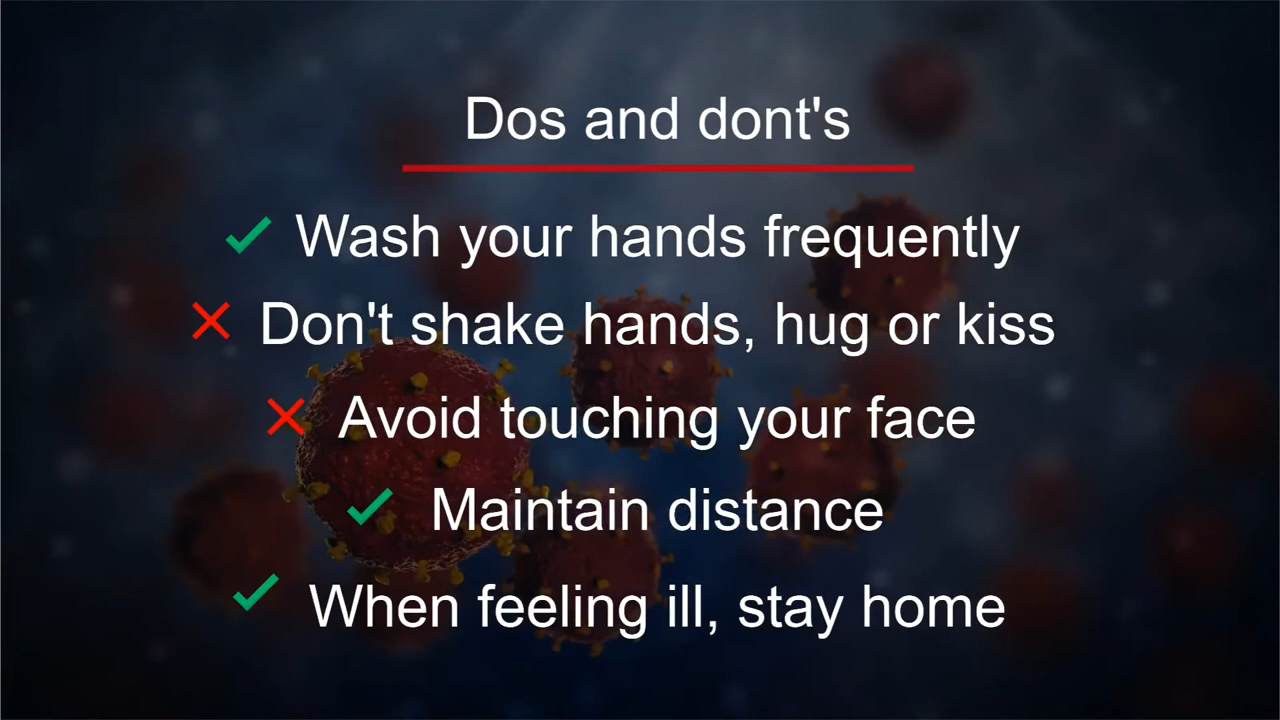 Dos and dont's
Wash your hands frequently
Don't shake hands, hug or kiss
Avoid touching your face
Maintain distance
When feeling ill, stay home